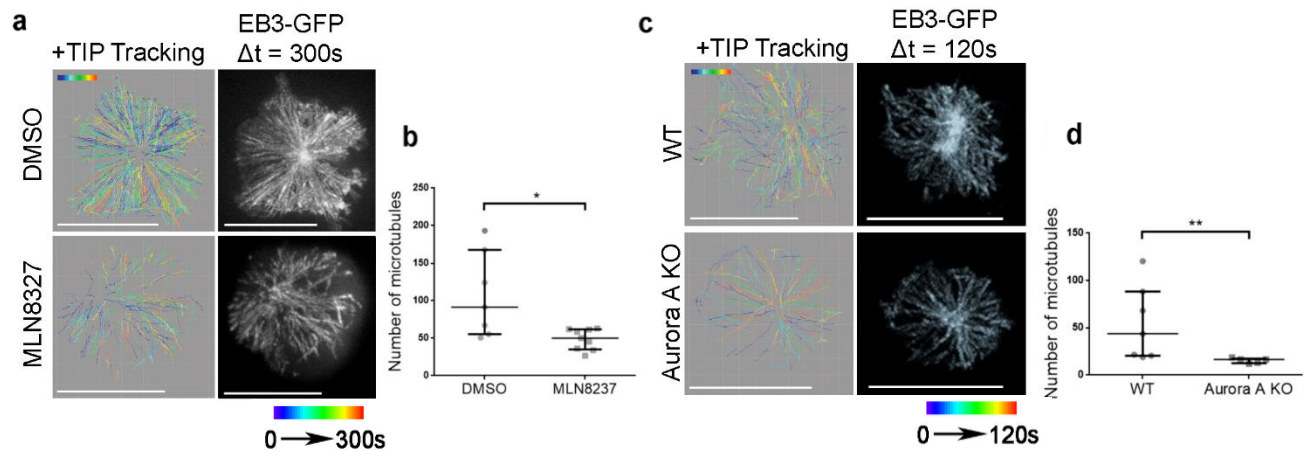 a
+TIP Tracking
EB3-GFP
Δt = 300s
DMSO
MLN8327
0 → 300s
b
Number of microtubules
250
200
150
100
50
0
*
DMSO
MLN8237
c
+TIP Tracking
EB3-GFP
Δt = 120s
WT
Aurora A KO
0 → 120s
d
Number of microtubules
150
100
50
0
**
WT
Aurora A KO